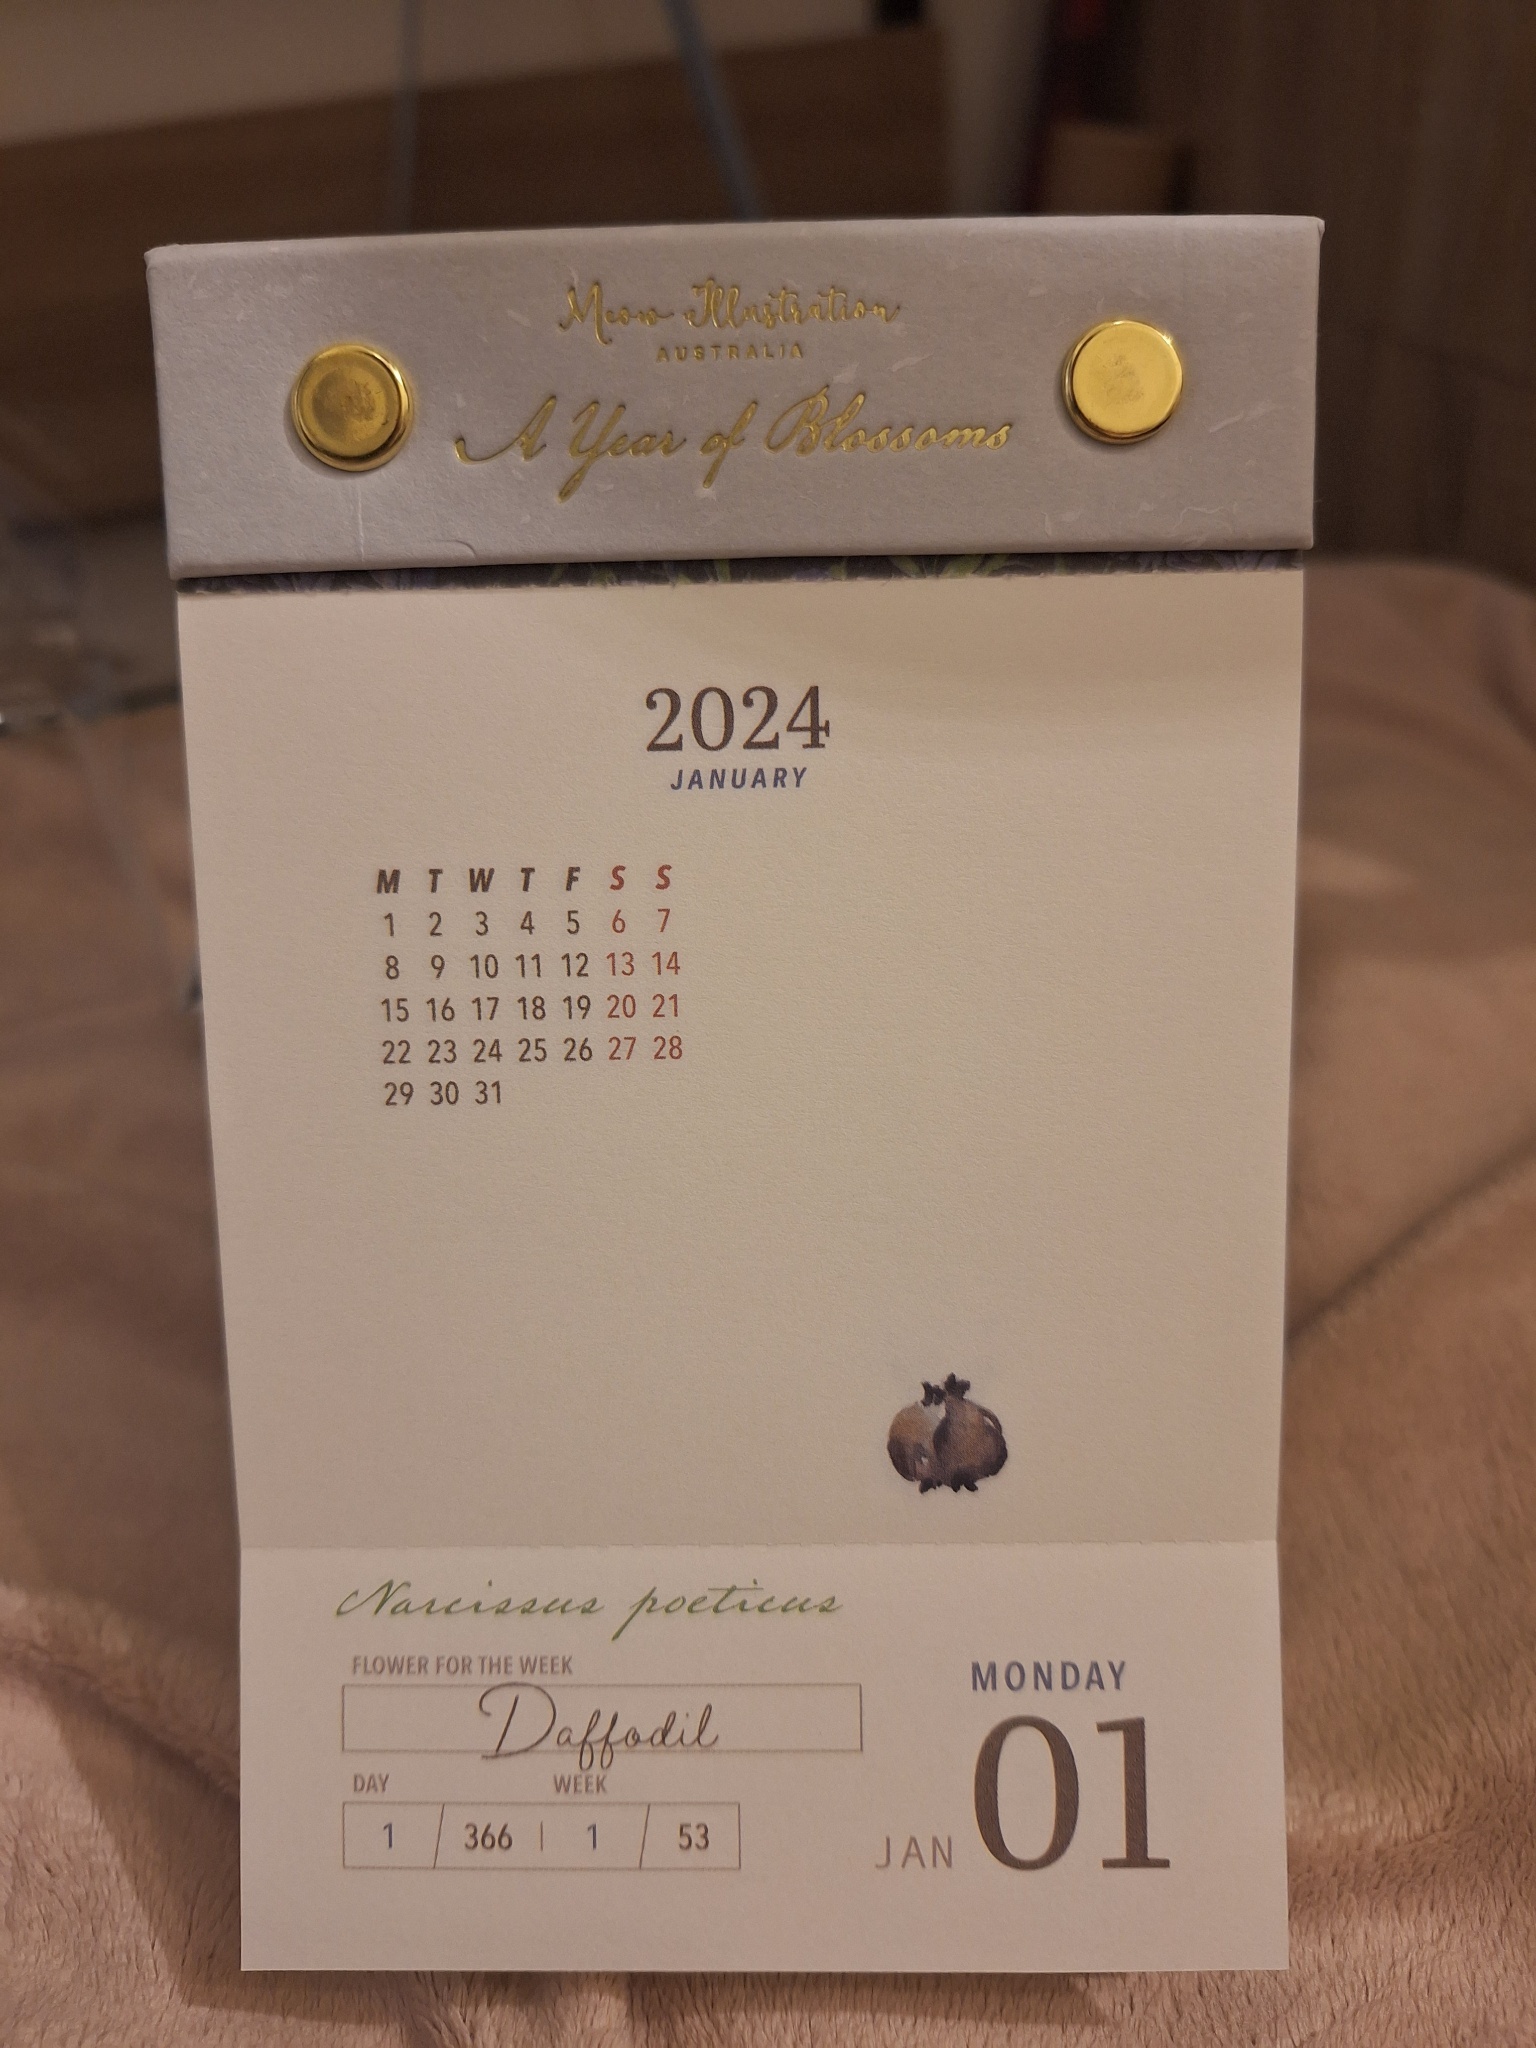 Meow Illustration
AUSTRALIA
A Year of Blossoms
2024
JANUARY
M T W T F S S
1 2 3 4 5 6 7
8 9 10 11 12 13 14
15 16 17 18 19 20 21
22 23 24 25 26 27 28
29 30 31
Narcissus poeticus
FLOWER FOR THE WEEK
Daffodil
DAY WEEK
1 / 366 | 1 / 53
MONDAY
JAN 01